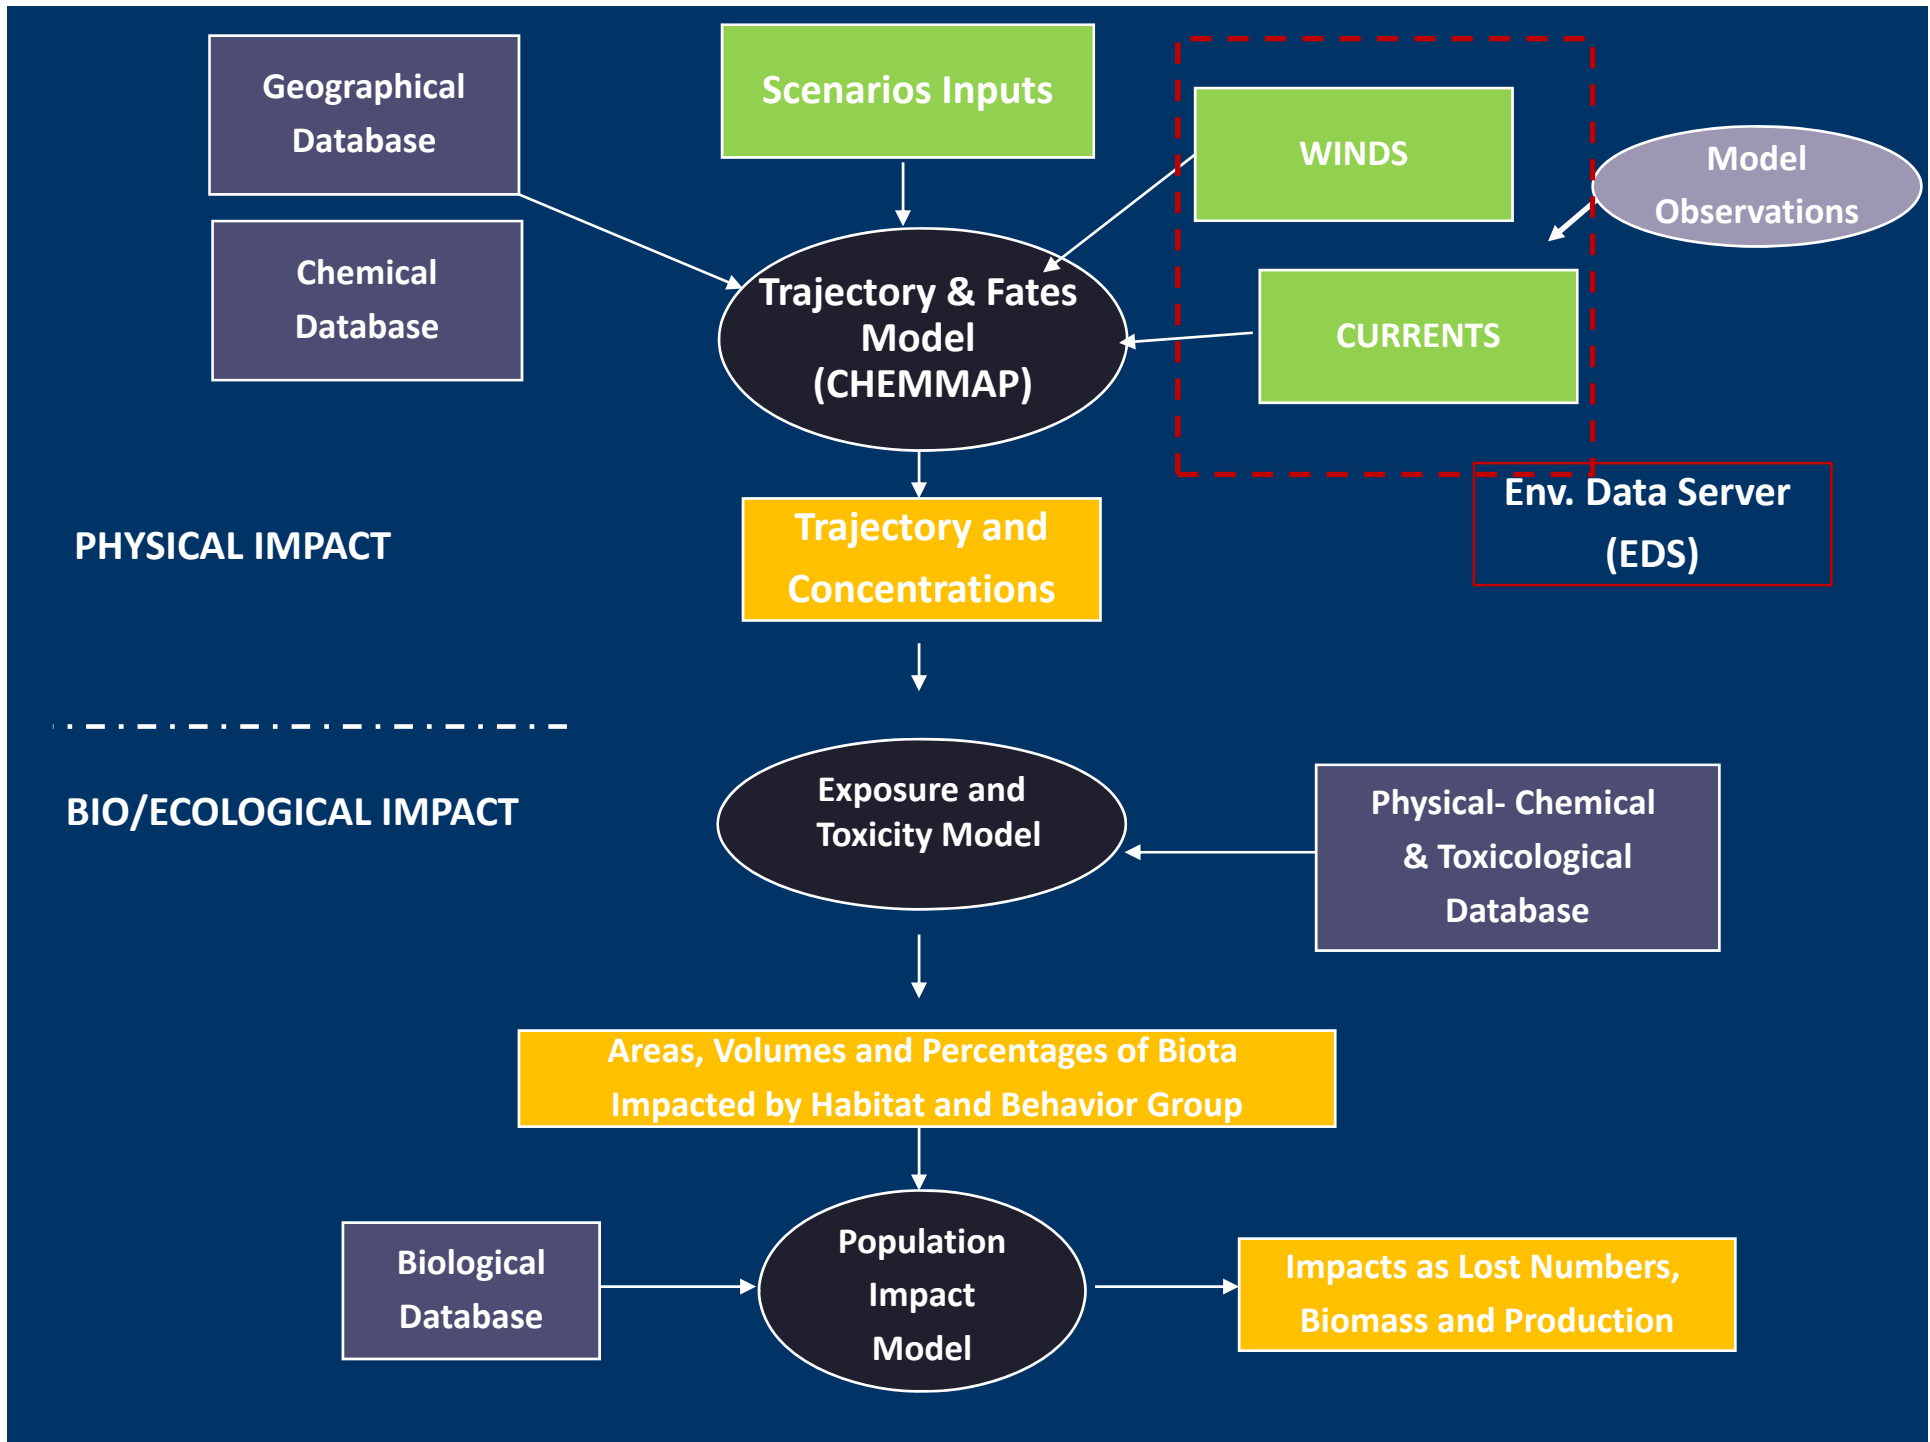 Geographical
Database
Scenarios Inputs
WINDS
Model
Observations
Chemical
Database
Trajectory & Fates
Model
(CHEMMAP)
CURRENTS
Env. Data Server
(EDS)
Trajectory and
Concentrations
PHYSICAL IMPACT
BIO/ECOLOGICAL IMPACT
Exposure and
Toxicity Model
Physical- Chemical
& Toxicological
Database
Areas, Volumes and Percentages of Biota
Impacted by Habitat and Behavior Group
Biological
Database
Population
Impact
Model
Impacts as Lost Numbers,
Biomass and Production